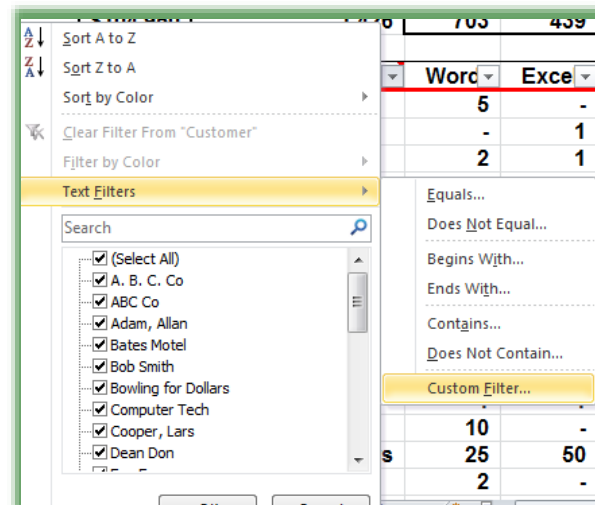 703 439
Sort A to Z
Sort Z to A
Word Exce
Sort by Color
5 -
Clear Filter From "Customer"
- 1
Filter by Color
2 1
Text Filters
Equals...
Search
Does Not Equal...
(Select All)
Begins With...
A. B. C. Co
Ends With...
ABC Co
Adam, Allan
Contains...
Bates Motel
Does Not Contain...
Bob Smith
Bowling for Dollars
Custom Filter...
Computer Tech
Cooper, Lars
10 -
Dean Don
s 25 50
2 -